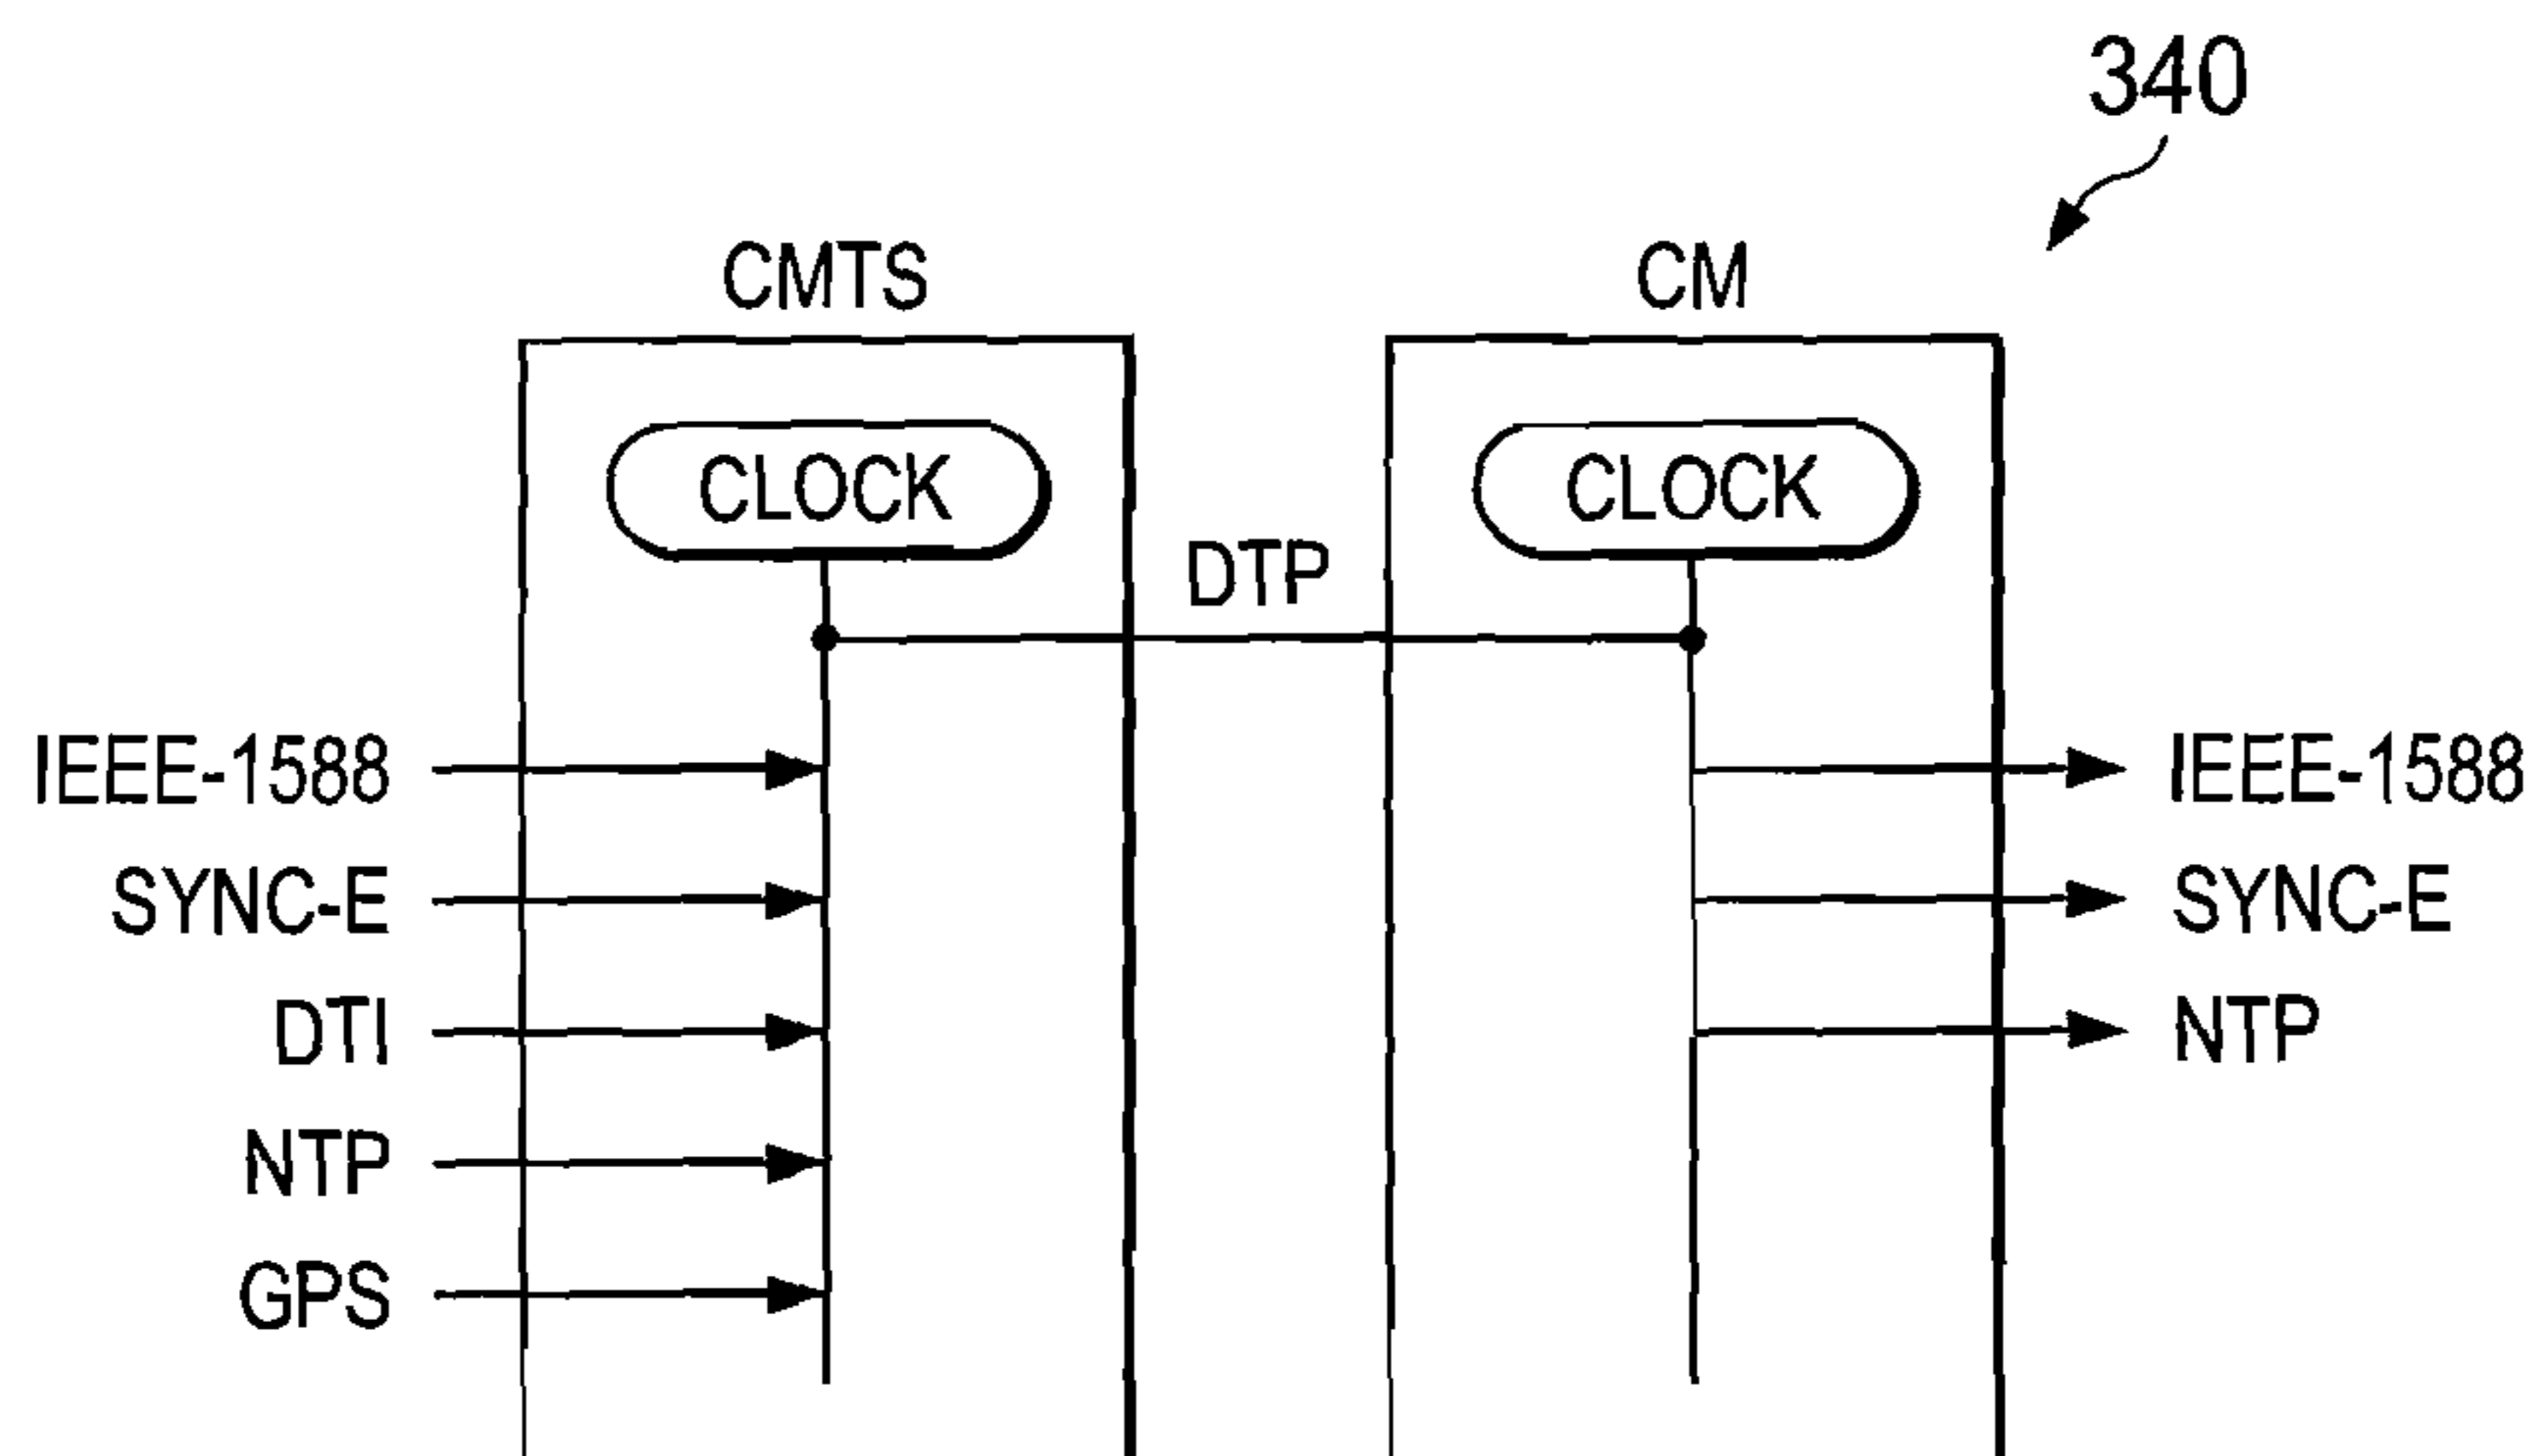 340
CMTS
CM
CLOCK
CLOCK
DTP
IEEE-1588
IEEE-1588
SYNC-E
SYNC-E
DTI
NTP
NTP
GPS